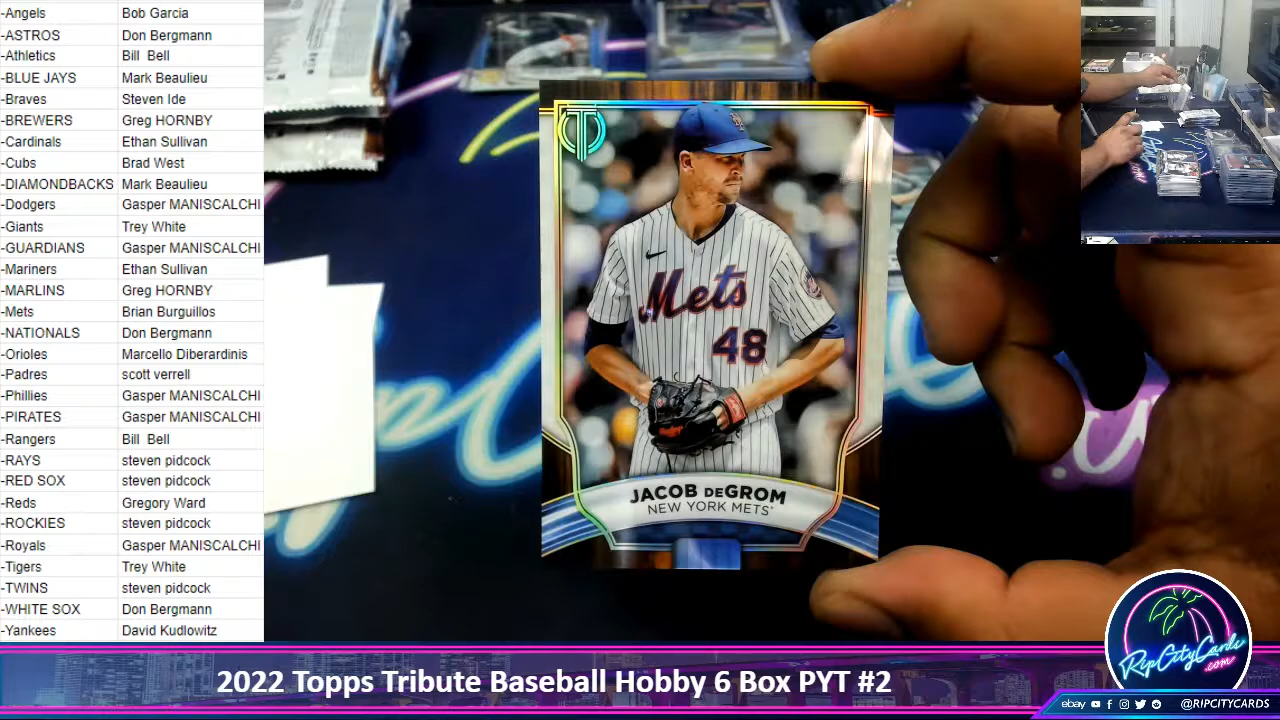 -Angels Bob Garcia
-ASTROS Don Bergmann
-Athletics Bill Bell
-BLUE JAYS Mark Beaulieu
-Braves Steven Ide
-BREWERS Greg HORNBY
-Cardinals Ethan Sullivan
-Cubs Brad West
-DIAMONDBACKS Mark Beaulieu
-Dodgers Gasper MANISCALCHI
-Giants Trey White
-GUARDIANS Gasper MANISCALCHI
-Mariners Ethan Sullivan
-MARLINS Greg HORNBY
-Mets Brian Burguillos
-NATIONALS Don Bergmann
-Orioles Marcello Diberardinis
-Padres scott verrell
-Phillies Gasper MANISCALCHI
-PIRATES Gasper MANISCALCHI
-Rangers Bill Bell
-RAYS steven pidcock
-RED SOX steven pidcock
-Reds Gregory Ward
-ROCKIES steven pidcock
-Royals Gasper MANISCALCHI
-Tigers Trey White
-TWINS steven pidcock
-WHITE SOX Don Bergmann
-Yankees David Kudlowitz
T
Mets
48
JACOB DEGROM
NEW YORK METS
RipCityCards
.com
2022 Topps Tribute Baseball Hobby 6 Box PYT #2
ebay @RIPCITYCARDS